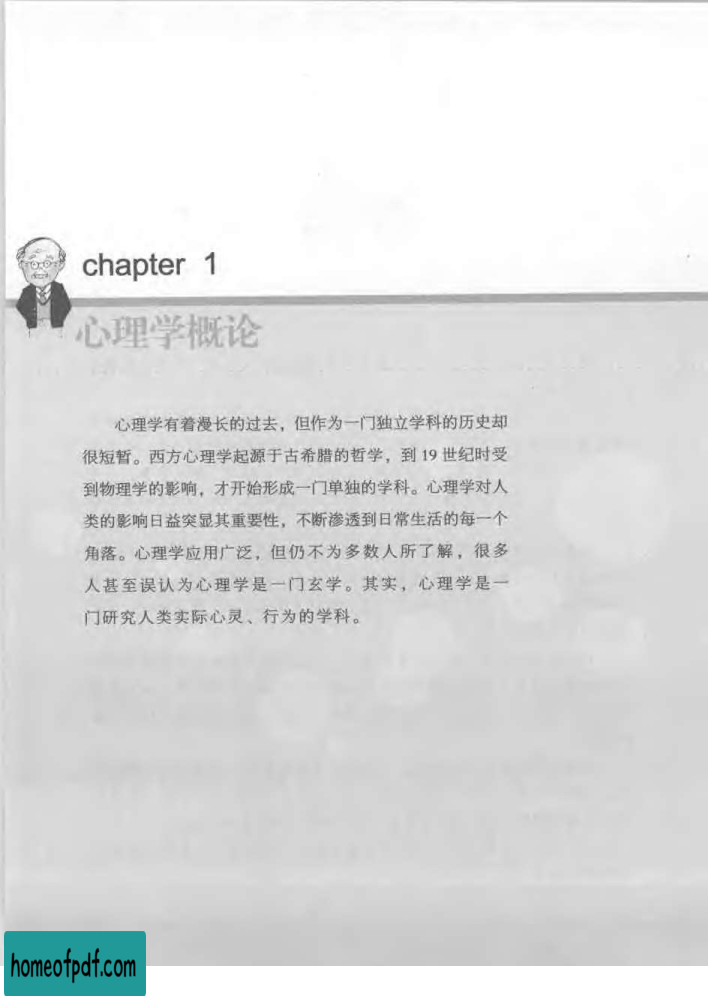 chapter 1
心理学概论
心理学有着漫长的过去，但作为一门独立学科的历史却
很短暂。西方心理学起源于古希腊的哲学，到 19 世纪时受
到物理学的影响，才开始形成一门单独的学科。心理学对人
类的影响日益突显其重要性，不断渗透到日常生活的每一个
角落。心理学应用广泛，但仍不为多数人所了解，很多
人甚至误认为心理学是一门玄学。其实，心理学是一
门研究人类实际心灵、行为的学科。
homeofpdf.com